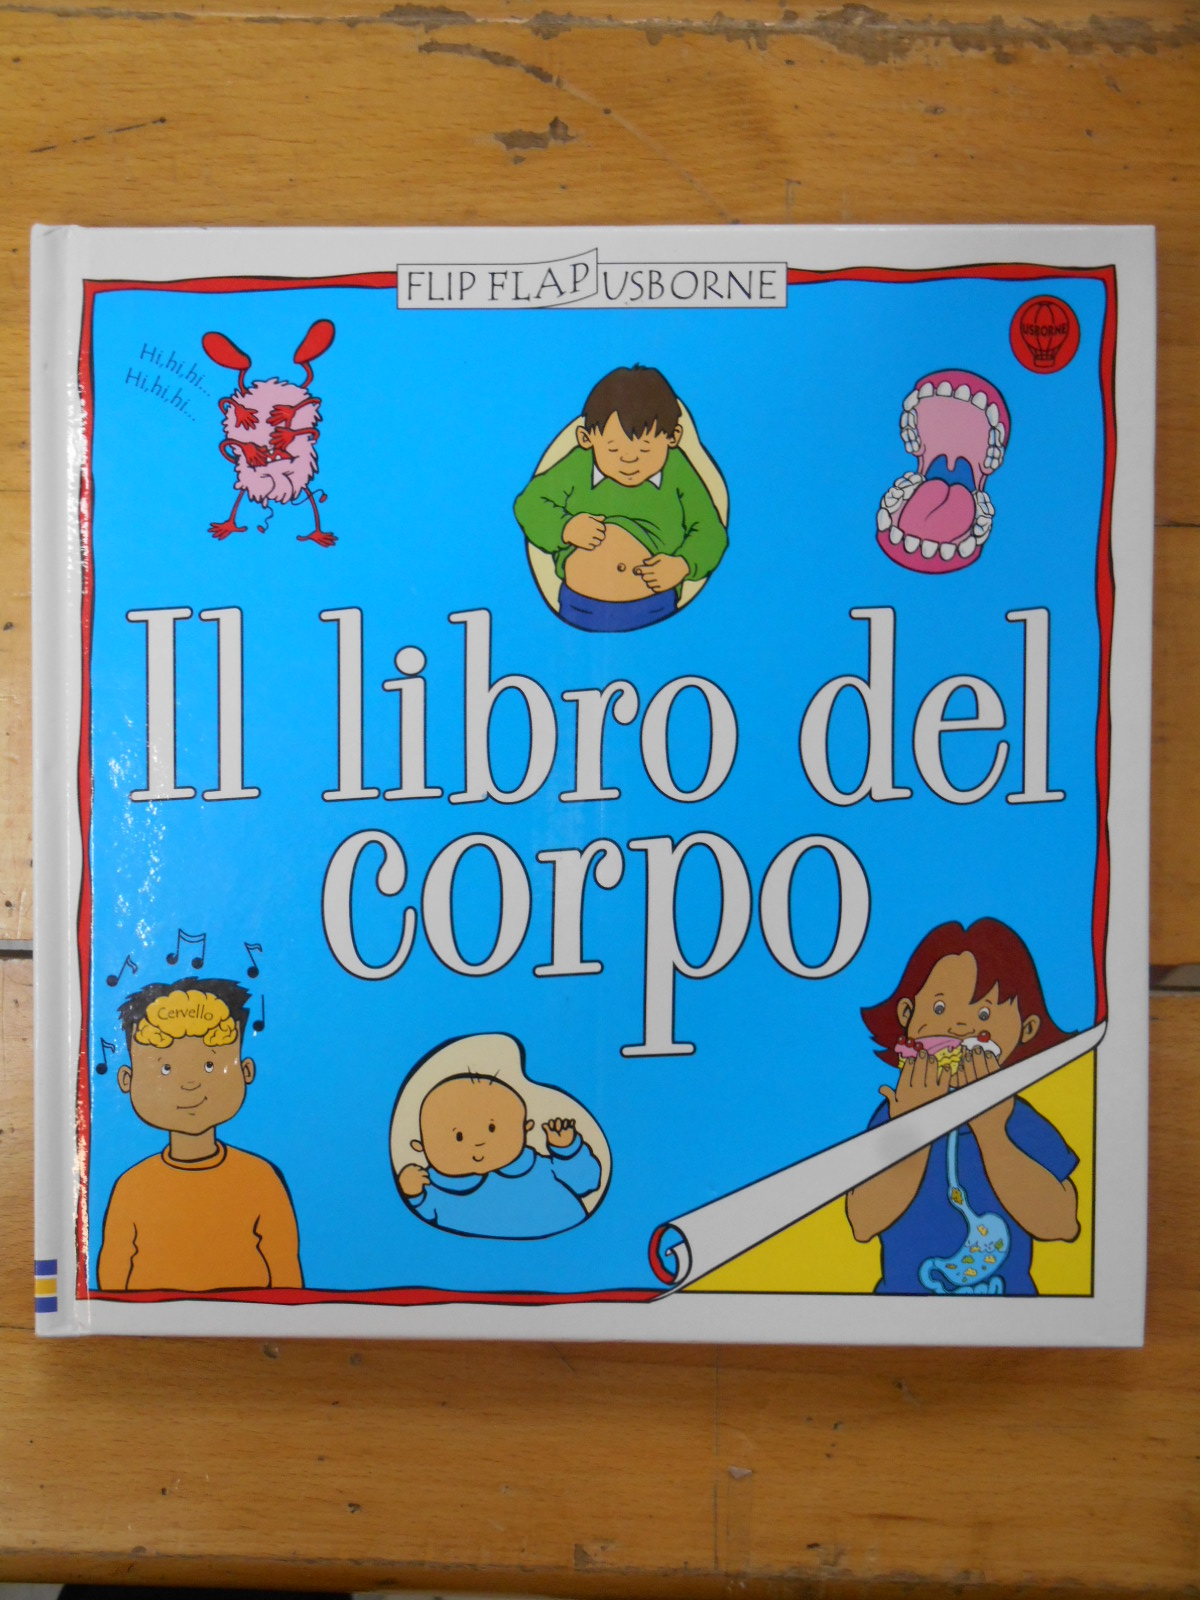 FLIP FLAP USBORNE
USBORNE
Hi,hi,hi...
Hi,hi,hi...
Il libro del
corpo
Cervello